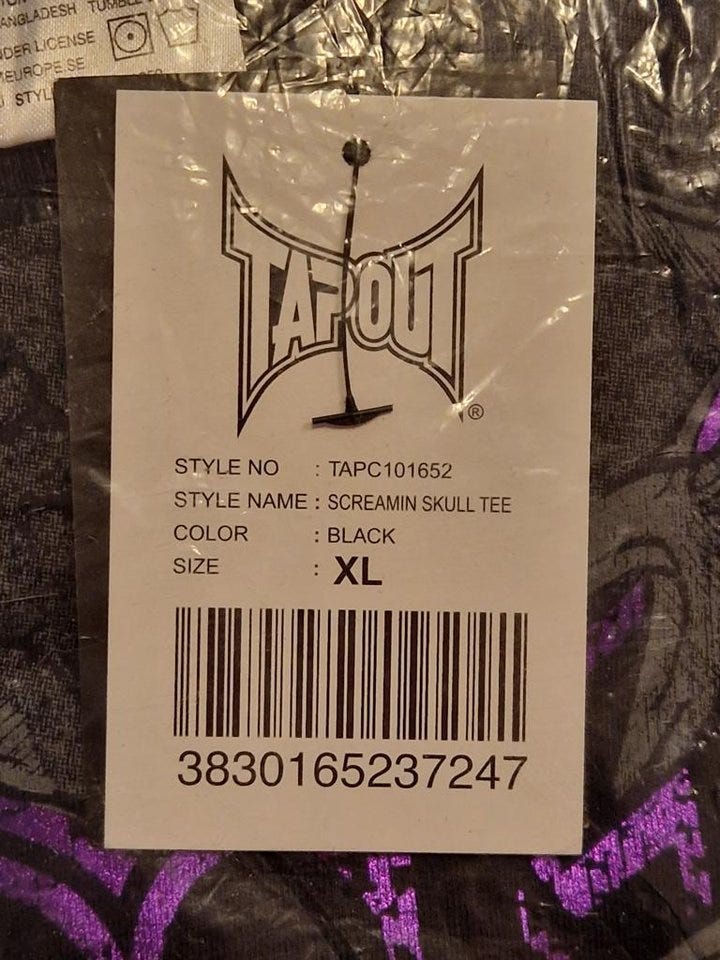 ANGLADESH TUMBLE
DER LICENSE
EUROPE.SE
STYL
TAPOUT
®
STYLE NO : TAPC101652
STYLE NAME : SCREAMIN SKULL TEE
COLOR : BLACK
SIZE : XL
3830165237247